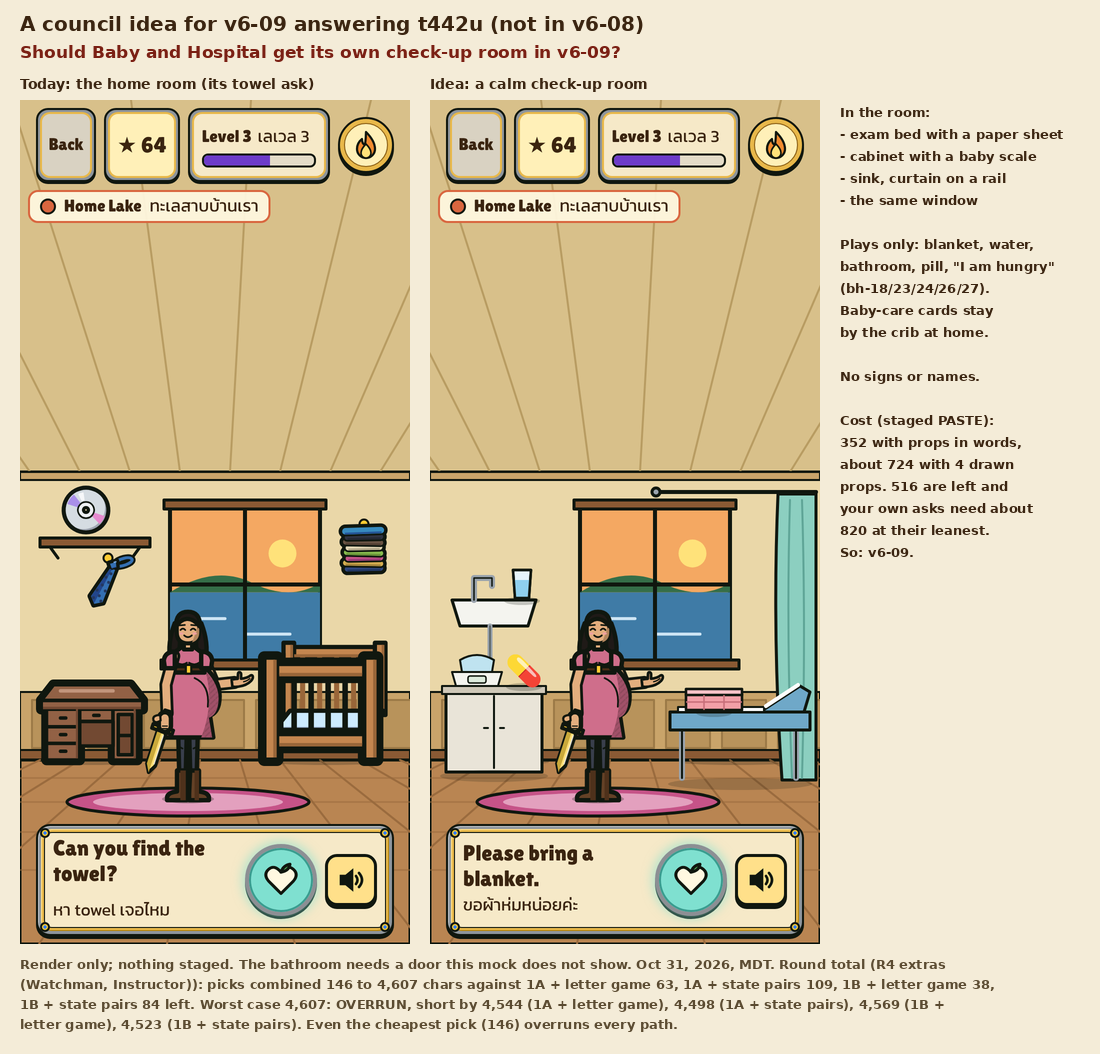 A council idea for v6-09 answering t442u (not in v6-08)
Should Baby and Hospital get its own check-up room in v6-09?
Today: the home room (its towel ask)
Back
★ 64
Level 3 เลเวล 3
Home Lake ทะเลสาบบ้านเรา
Can you find the
towel?
หา towel เจอไหม
Idea: a calm check-up room
Back
★ 64
Level 3 เลเวล 3
Home Lake ทะเลสาบบ้านเรา
Please bring a
blanket.
ขอผ้าห่มหน่อยค่ะ
In the room:
- exam bed with a paper sheet
- cabinet with a baby scale
- sink, curtain on a rail
- the same window
Plays only: blanket, water,
bathroom, pill, "I am hungry"
(bh-18/23/24/26/27).
Baby-care cards stay
by the crib at home.
No signs or names.
Cost (staged PASTE):
352 with props in words,
about 724 with 4 drawn
props. 516 are left and
your own asks need about
820 at their leanest.
So: v6-09.
Render only; nothing staged. The bathroom needs a door this mock does not show. Oct 31, 2026, MDT. Round total (R4 extras
(Watchman, Instructor)): picks combined 146 to 4,607 chars against 1A + letter game 63, 1A + state pairs 109, 1B + letter game 38,
1B + state pairs 84 left. Worst case 4,607: OVERRUN, short by 4,544 (1A + letter game), 4,498 (1A + state pairs), 4,569 (1B +
letter game), 4,523 (1B + state pairs). Even the cheapest pick (146) overruns every path.